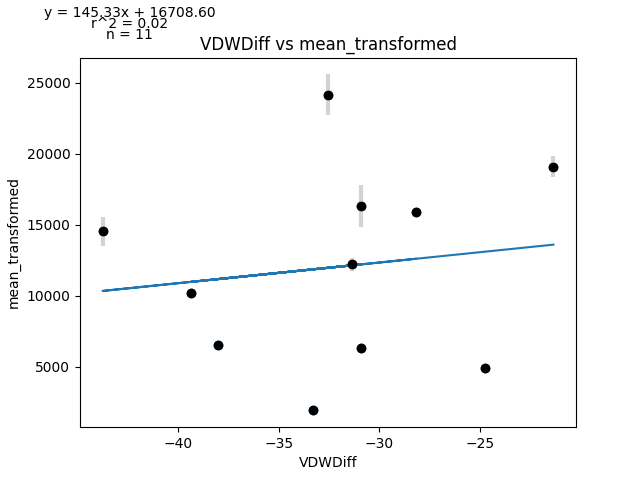 y = 145.33x + 16708.60
r^2 = 0.02
n = 11
VDWDiff vs mean_transformed
25000
20000
15000
10000
5000
mean_transformed
−40
−35
−30
−25
VDWDiff